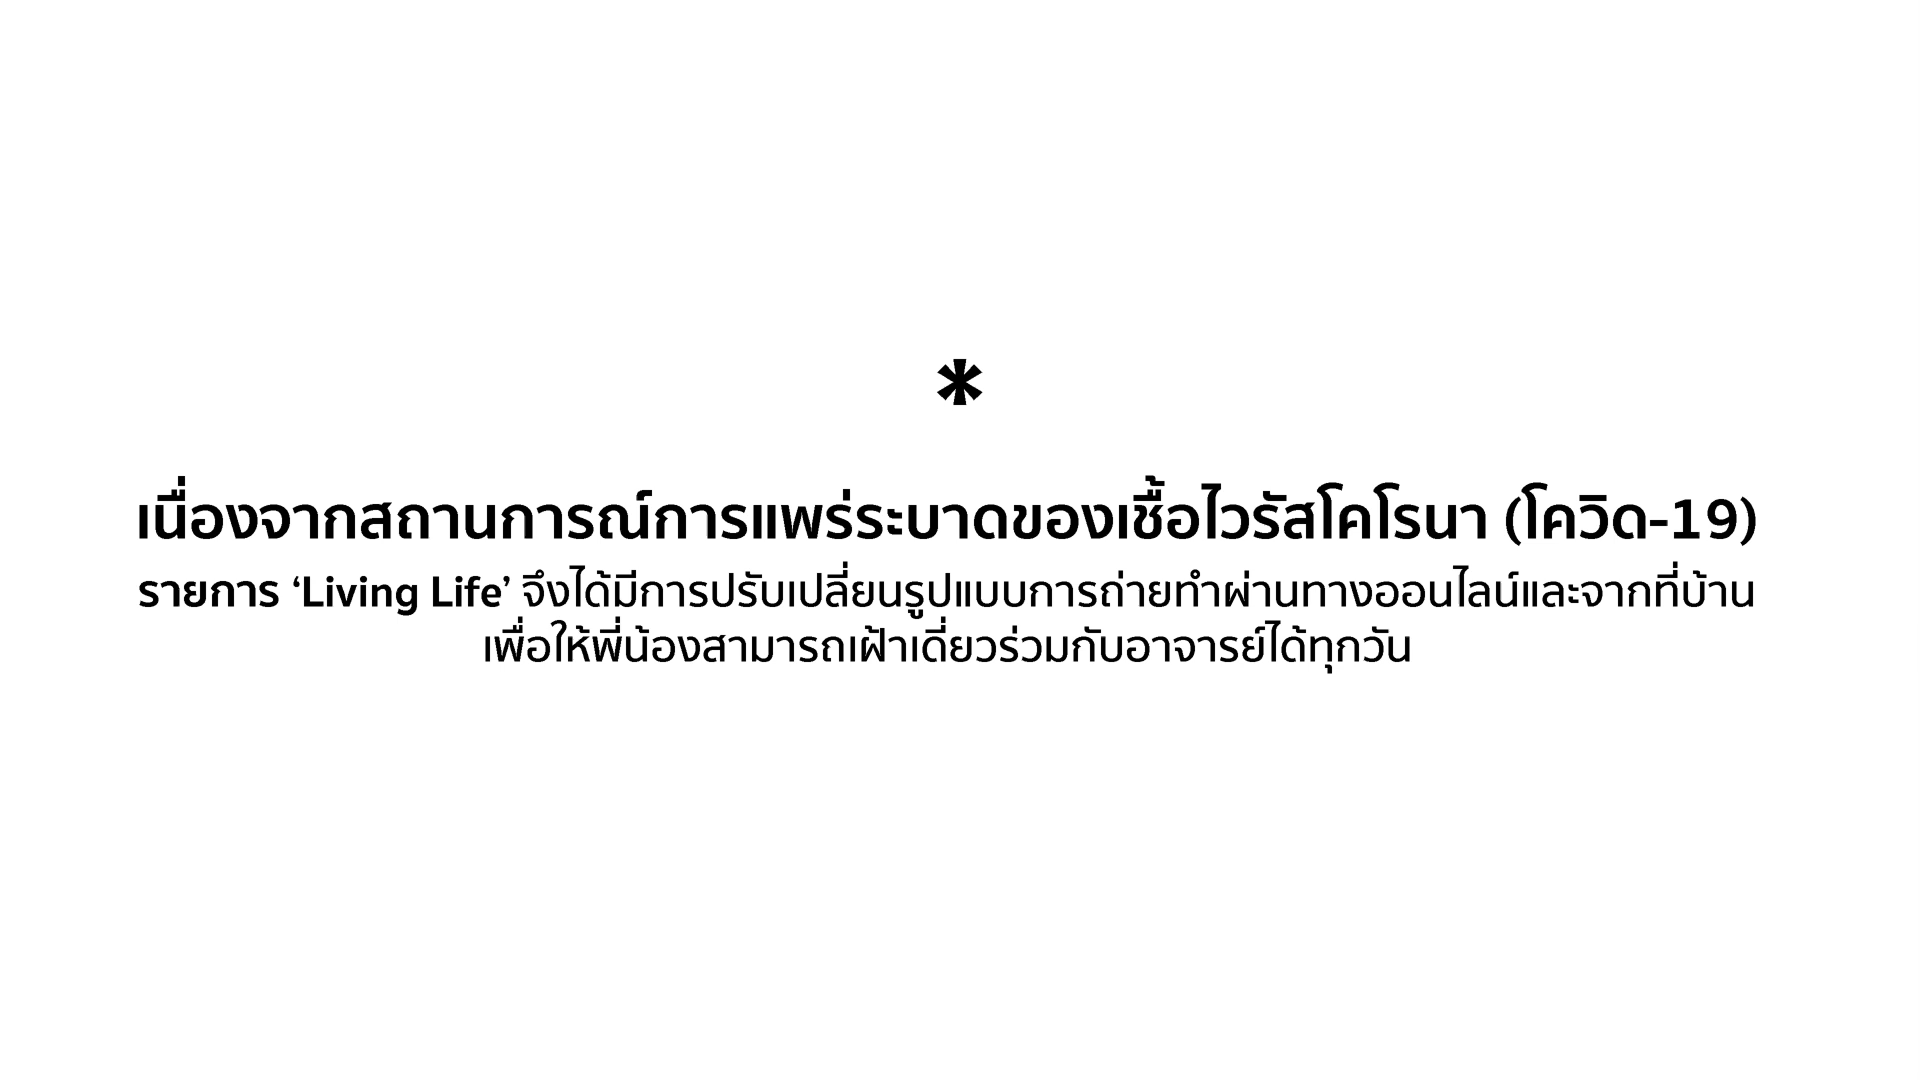 *
เนื่องจากสถานการณ์การแพร่ระบาดของเชื้อไวรัสโคโรนา (โควิด-19)
รายการ ‘Living Life’ จึงได้มีการปรับเปลี่ยนรูปแบบการถ่ายทำผ่านทางออนไลน์และจากที่บ้าน
เพื่อให้พี่น้องสามารถเฝ้าเดี่ยวร่วมกับอาจารย์ได้ทุกวัน